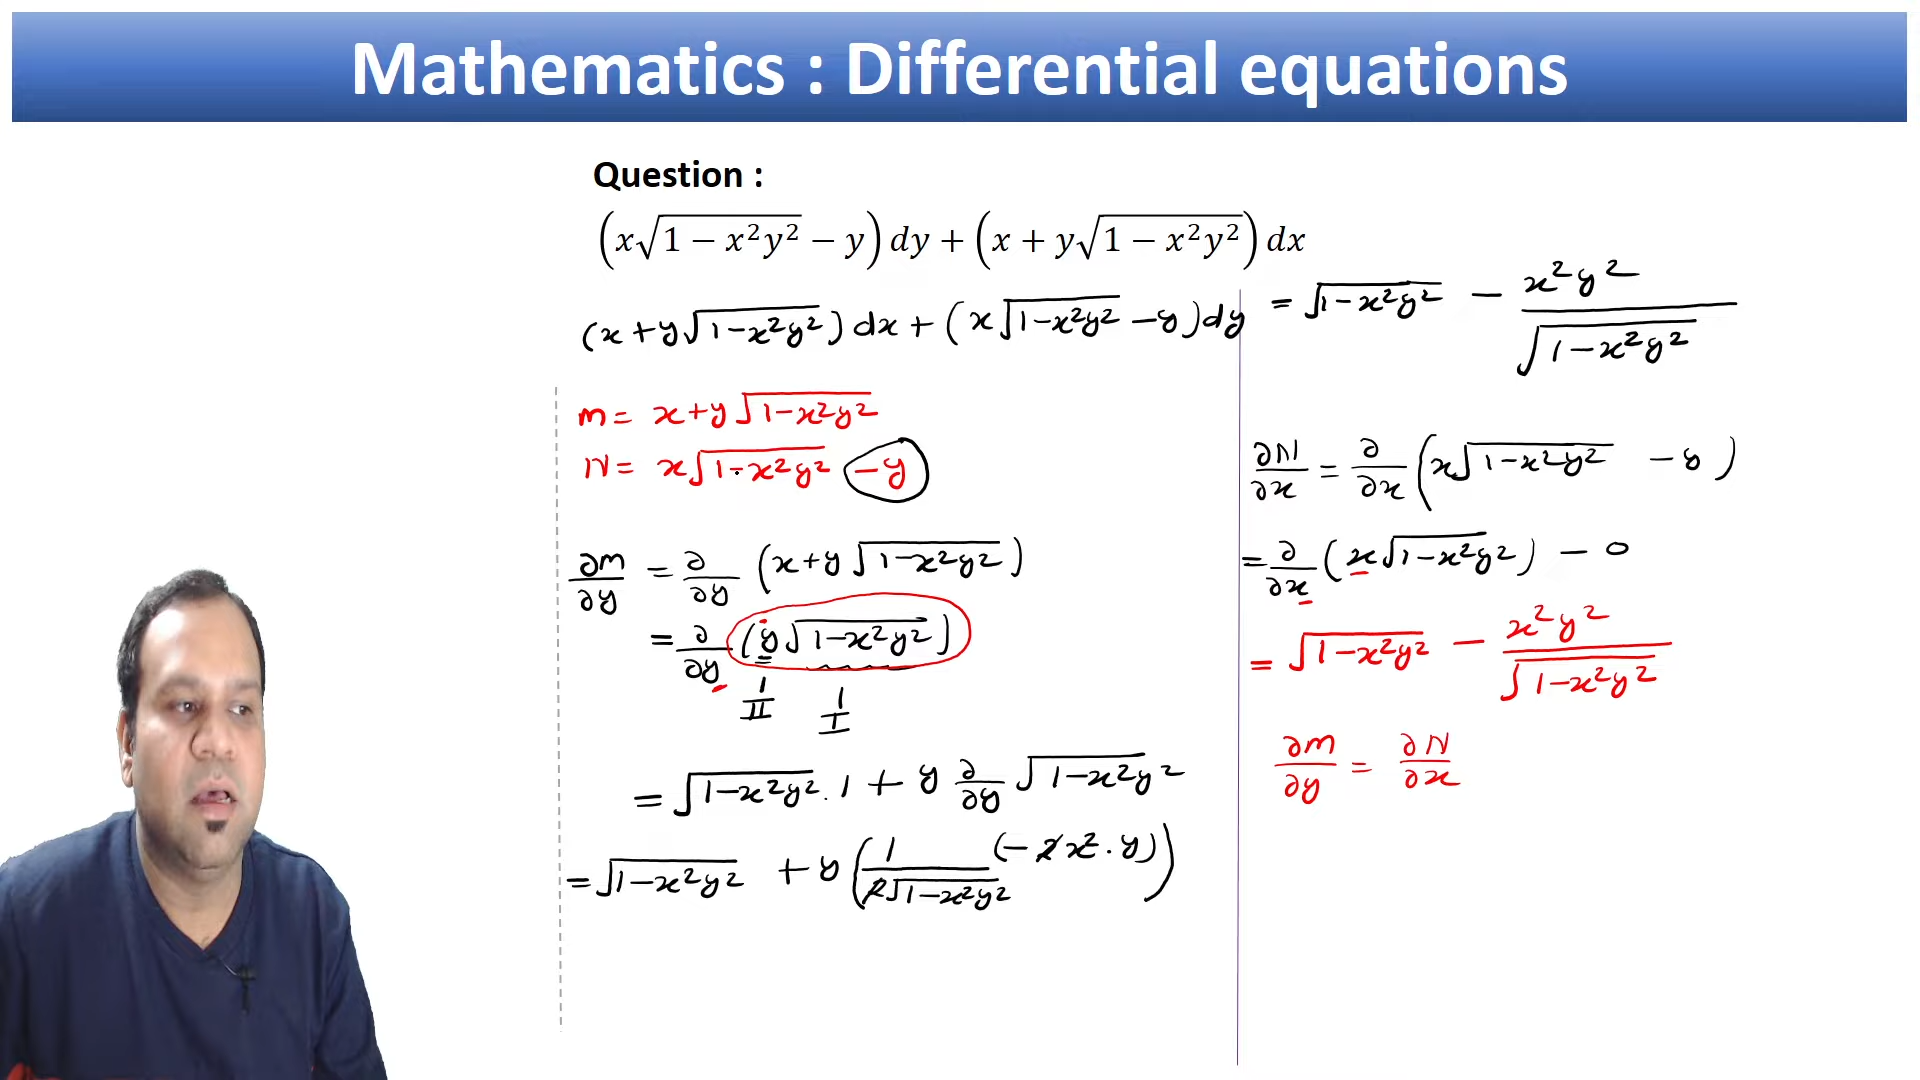 Mathematics : Differential equations
Question :
(x√(1 − x²y²) − y) dy + (x + y√(1 − x²y²)) dx
(x + y√(1−x²y²)) dx + (x√(1−x²y²) − y) dy
m = x + y√(1−x²y²)
N = x√(1−x²y²) − y
∂m/∂y = ∂/∂y (x + y√(1−x²y²))
= ∂/∂y (y√(1−x²y²))
II I
= √(1−x²y²) . 1 + y ∂/∂y √(1−x²y²)
= √(1−x²y²) + y (1/(2√(1−x²y²)) (−2x² · y))
= √(1−x²y²) − x²y²/√(1−x²y²)
∂N/∂x = ∂/∂x (x√(1−x²y²) − y)
= ∂/∂x (x√(1−x²y²)) − 0
= √(1−x²y²) − x²y²/√(1−x²y²)
∂m/∂y = ∂N/∂x